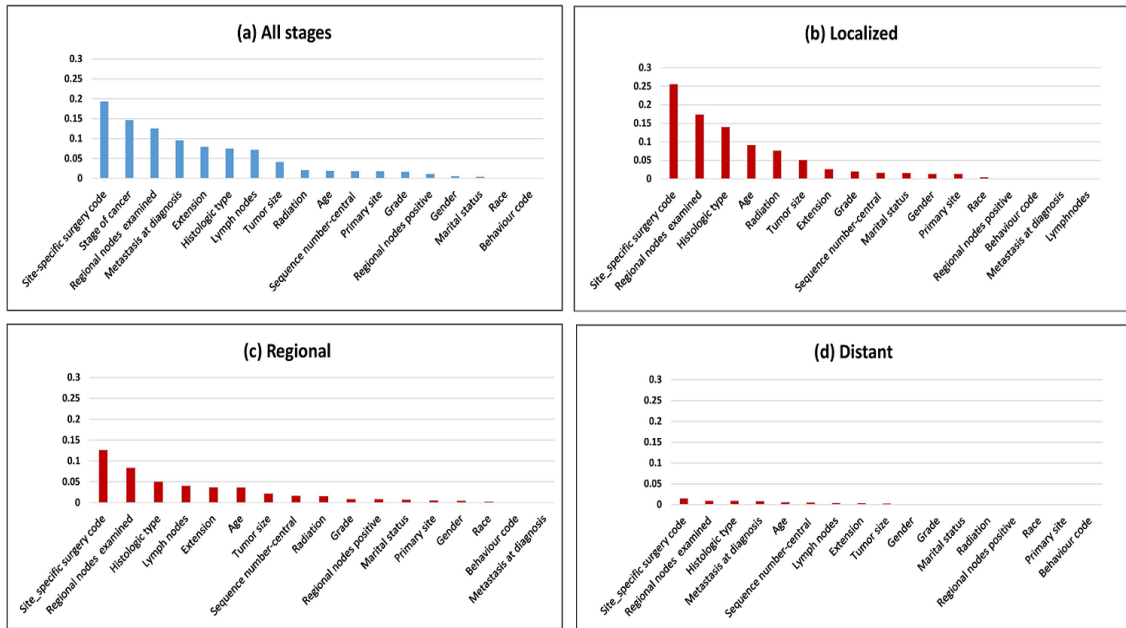 (a) All stages
0.3
0.25
0.2
0.15
0.1
0.05
0
Site-specific surgery code
Stage of cancer
Regional nodes examined
Metastasis at diagnosis
Extension
Histologic type
Lymph nodes
Tumor size
Radiation
Age
Sequence number-central
Primary site
Grade
Regional nodes positive
Gender
Marital status
Race
Behaviour code
(b) Localized
0.3
0.25
0.2
0.15
0.1
0.05
0
Site_specific surgery code
Regional nodes examined
Histologic type
Age
Radiation
Tumor size
Extension
Grade
Sequence number-central
Marital status
Gender
Primary site
Race
Regional nodes positive
Behaviour code
Metastasis at diagnosis
Lymphnodes
(c) Regional
0.3
0.25
0.2
0.15
0.1
0.05
0
Site_specific surgery code
Regional nodes examined
Histologic type
Lymph nodes
Extension
Age
Tumor size
Sequence number-central
Radiation
Grade
Regional nodes positive
Marital status
Primary site
Gender
Race
Behaviour code
Metastasis at diagnosis
(d) Distant
0.3
0.25
0.2
0.15
0.1
0.05
0
Site_specific surgery code
Regional nodes examined
Histologic type
Metastasis at diagnosis
Age
Sequence number-central
Lymph nodes
Extension
Tumor size
Gender
Grade
Marital status
Radiation
Regional nodes positive
Race
Primary site
Behaviour code